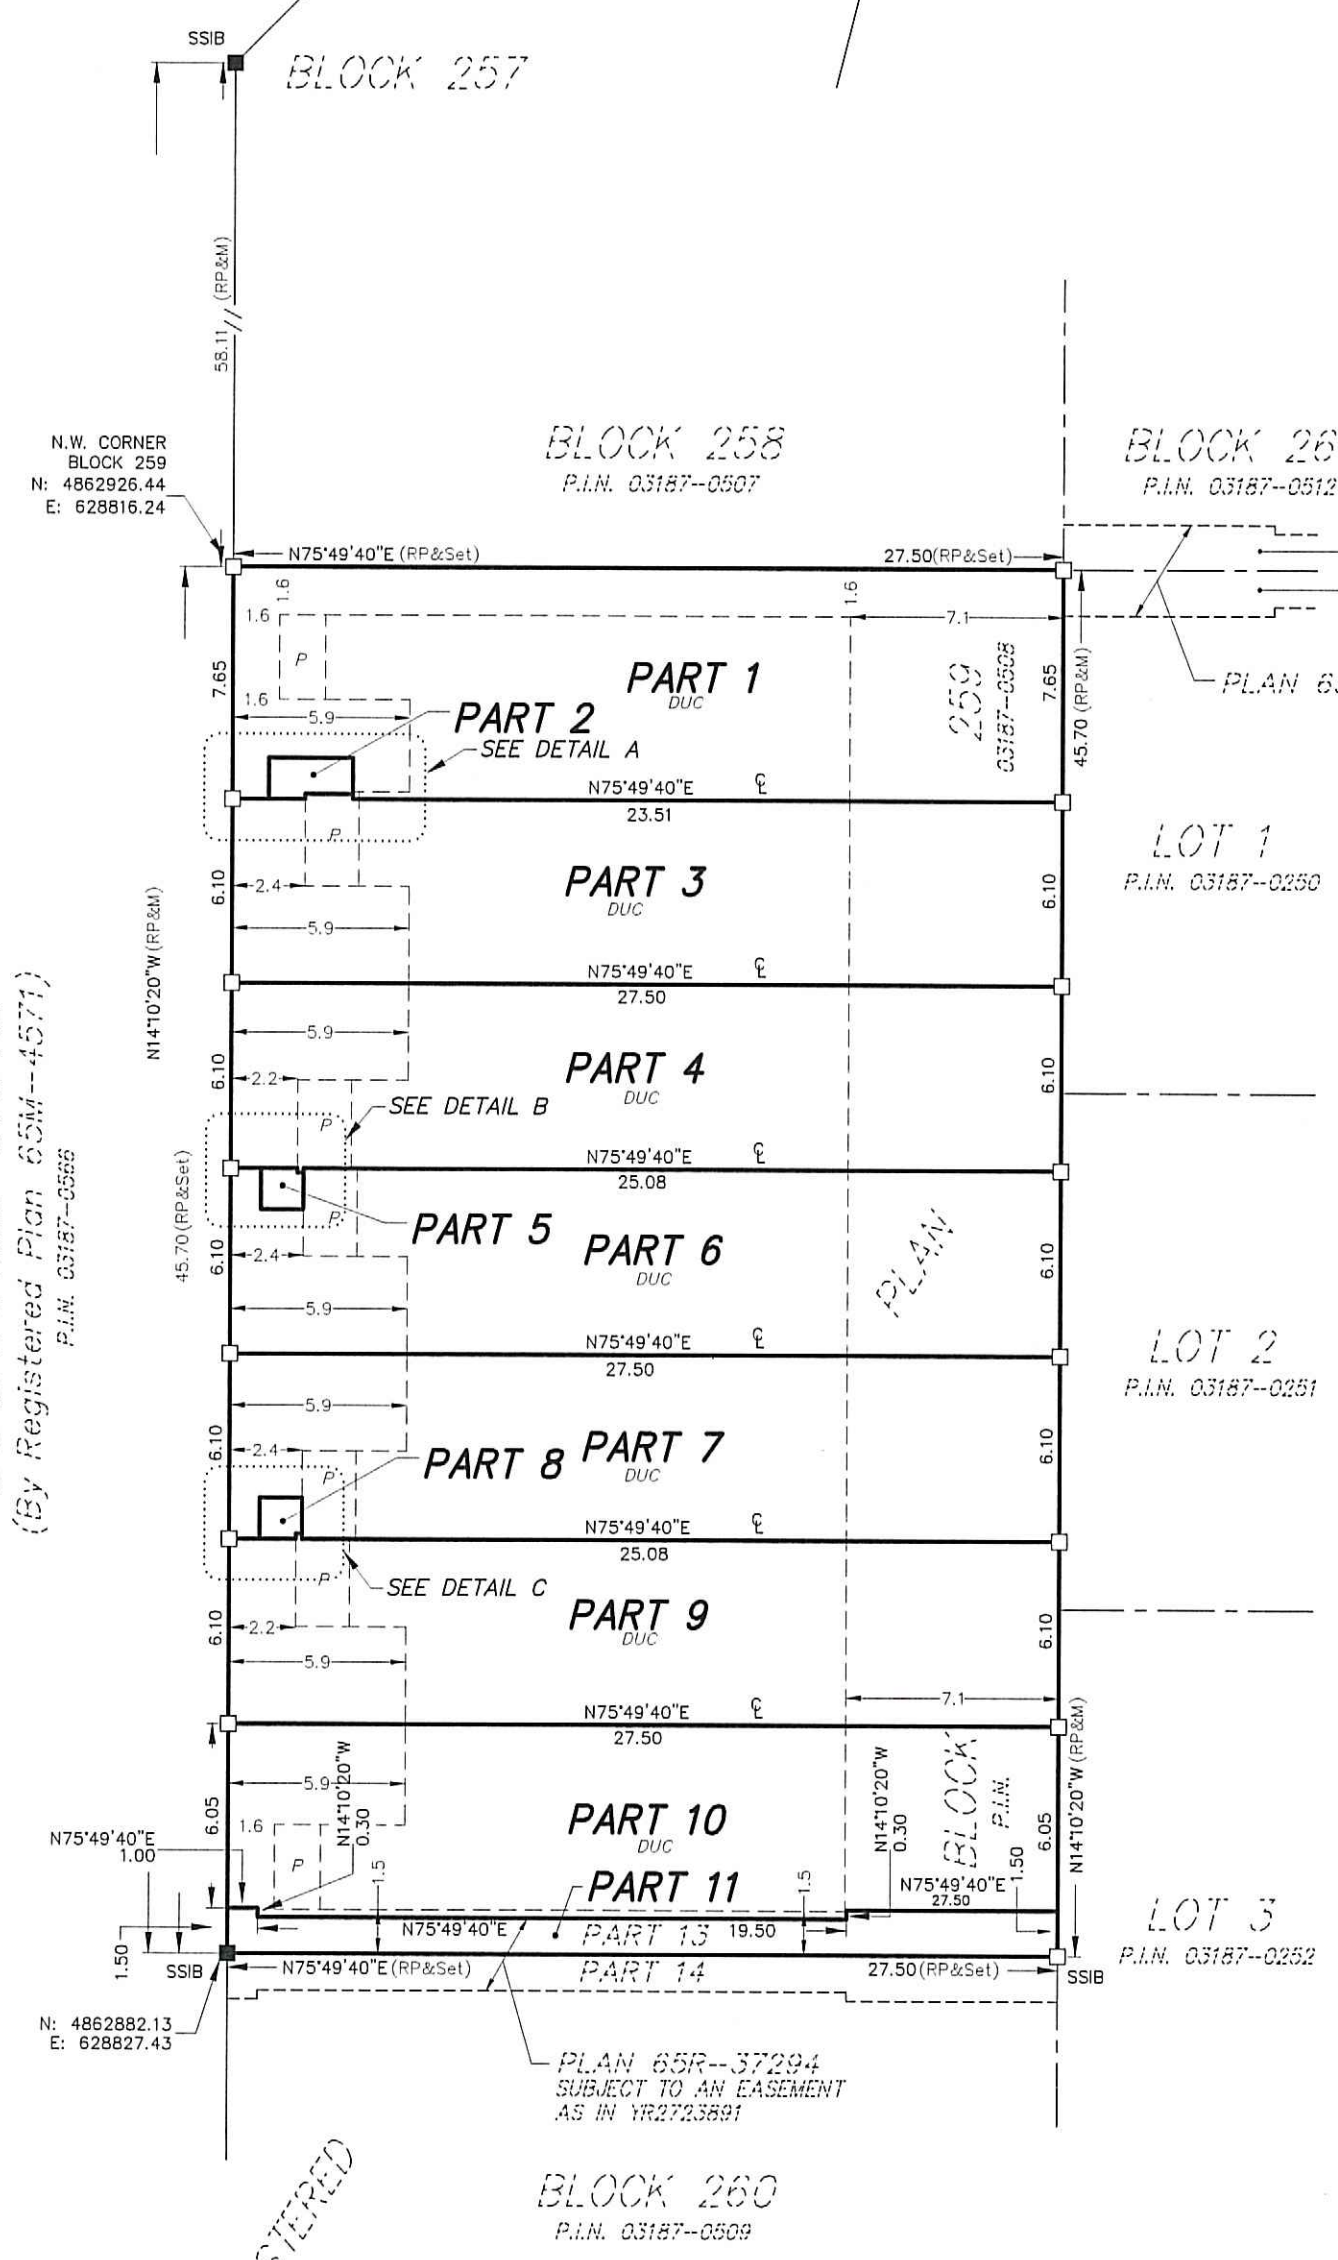 SSIB
BLOCK 257
58.11 (RP&M)
N.W. CORNER
BLOCK 259
N: 4862926.44
E: 628816.24
BLOCK 258
P.I.N. 03187--0507
BLOCK 26
P.I.N. 03187--0512
N75°49'40"E (RP&Set)
27.50(RP&Set)
1.6
1.6
1.6
7.1
P
7.65
PART 1
DUC
259
03187-0508
7.65
45.70 (RP&M)
PLAN 6
1.6
5.9
PART 2
SEE DETAIL A
N75°49'40"E
23.51
P
LOT 1
P.I.N. 03187--0250
6.10
2.4
PART 3
DUC
6.10
5.9
N14°10'20"W (RP&M)
N75°49'40"E
27.50
(By Registered Plan 65M--4571)
5.9
6.10
2.2
PART 4
DUC
6.10
SEE DETAIL B
P
45.70(RP&Set)
N75°49'40"E
25.08
P
PART 5
6.10
2.4
PART 6
DUC
PLAN
6.10
5.9
N75°49'40"E
27.50
LOT 2
P.I.N. 03187--0251
5.9
6.10
2.4
PART 8
PART 7
DUC
6.10
P
N75°49'40"E
25.08
P
SEE DETAIL C
6.10
2.2
PART 9
DUC
6.10
5.9
7.1
N75°49'40"E
27.50
N14°10'20"W
0.30
5.9
6.05
1.6
PART 10
DUC
N14°10'20"W
0.30
BLOCK
P.I.N.
6.05
N14°10'20"W (RP&M)
N75°49'40"E
1.00
P
1.5
PART 11
1.5
N75°49'40"E
27.50
1.50
1.50
N75°49'40"E
PART 13
19.50
LOT 3
P.I.N. 03187--0252
SSIB
N75°49'40"E (RP&Set)
PART 14
27.50(RP&Set)
SSIB
N: 4862882.13
E: 628827.43
PLAN 65R--37294
SUBJECT TO AN EASEMENT
AS IN YR2723891
STERED
BLOCK 260
P.I.N. 03187--0509